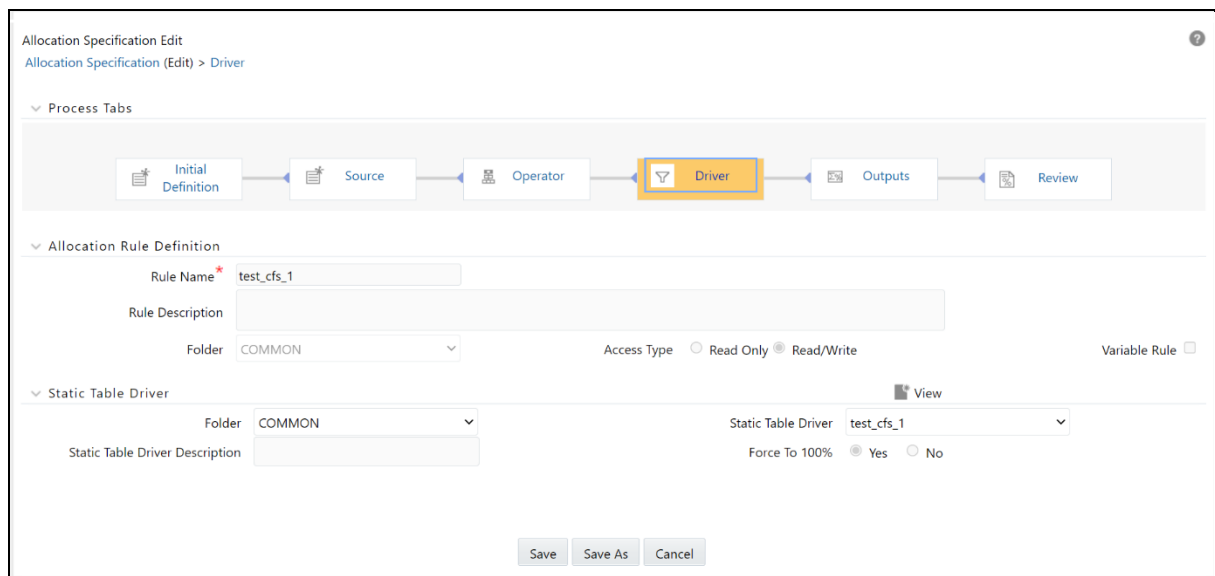 Allocation Specification Edit
Allocation Specification (Edit) > Driver
Process Tabs
Initial
Definition
Source
Operator
Driver
Outputs
Review
Allocation Rule Definition
Rule Name* test_cfs_1
Rule Description
Folder COMMON Access Type Read Only Read/Write Variable Rule
Static Table Driver View
Folder COMMON Static Table Driver test_cfs_1
Static Table Driver Description Force To 100% Yes No
Save Save As Cancel